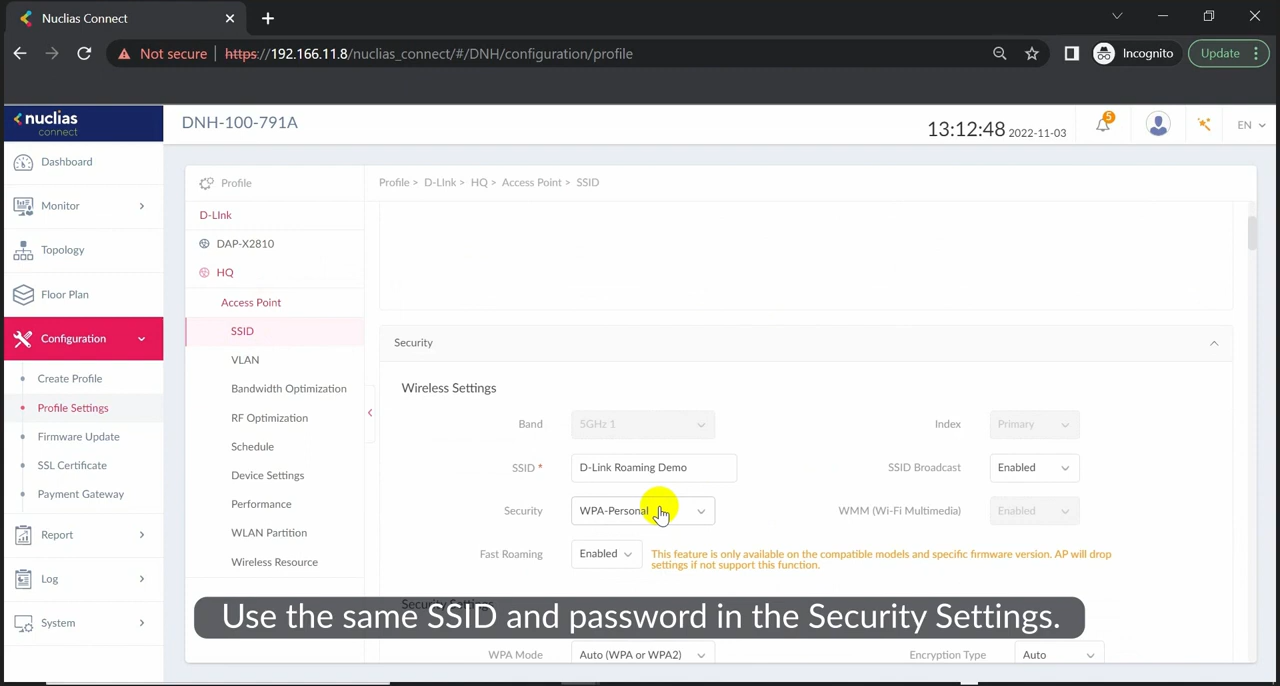 Nuclias Connect
Not secure
https://192.166.11.8/nuclias_connect/#/DNH/configuration/profile
Incognito
Update
nuclias
connect
DNH-100-791A
13:12:48 2022-11-03
5
EN
Dashboard
Monitor
Topology
Floor Plan
Configuration
Create Profile
Profile Settings
Firmware Update
SSL Certificate
Payment Gateway
Report
Log
System
Profile
D-LInk
DAP-X2810
HQ
Access Point
SSID
VLAN
Bandwidth Optimization
RF Optimization
Schedule
Device Settings
Performance
WLAN Partition
Wireless Resource
Profile > D-LInk > HQ > Access Point > SSID
Security
Wireless Settings
Band 5GHz 1 Index Primary
SSID * D-Link Roaming Demo SSID Broadcast Enabled
Security WPA-Personal WMM (Wi-Fi Multimedia) Enabled
Fast Roaming Enabled This feature is only available on the compatible models and specific firmware version. AP will drop
settings if not support this function.
Security Settings
Use the same SSID and password in the Security Settings.
WPA Mode Auto (WPA or WPA2) Encryption Type Auto